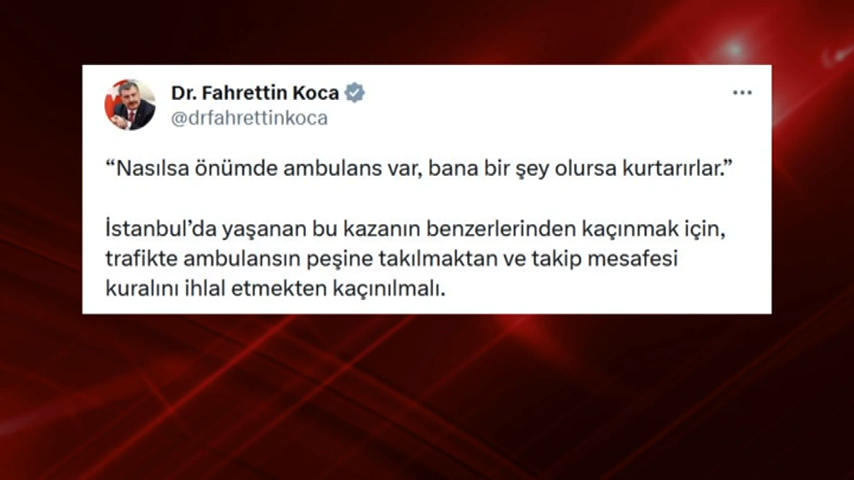 Dr. Fahrettin Koca
@drfahrettinkoca
“Nasılsa önümde ambulans var, bana bir şey olursa kurtarırlar.”
İstanbul’da yaşanan bu kazanın benzerlerinden kaçınmak için,
trafikte ambulansın peşine takılmaktan ve takip mesafesi
kuralını ihlal etmekten kaçınılmalı.